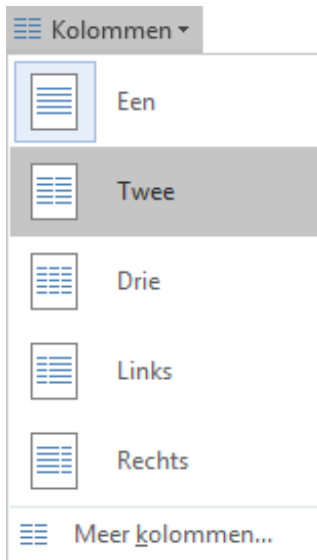 Kolommen
Een
Twee
Drie
Links
Rechts
Meer kolommen...